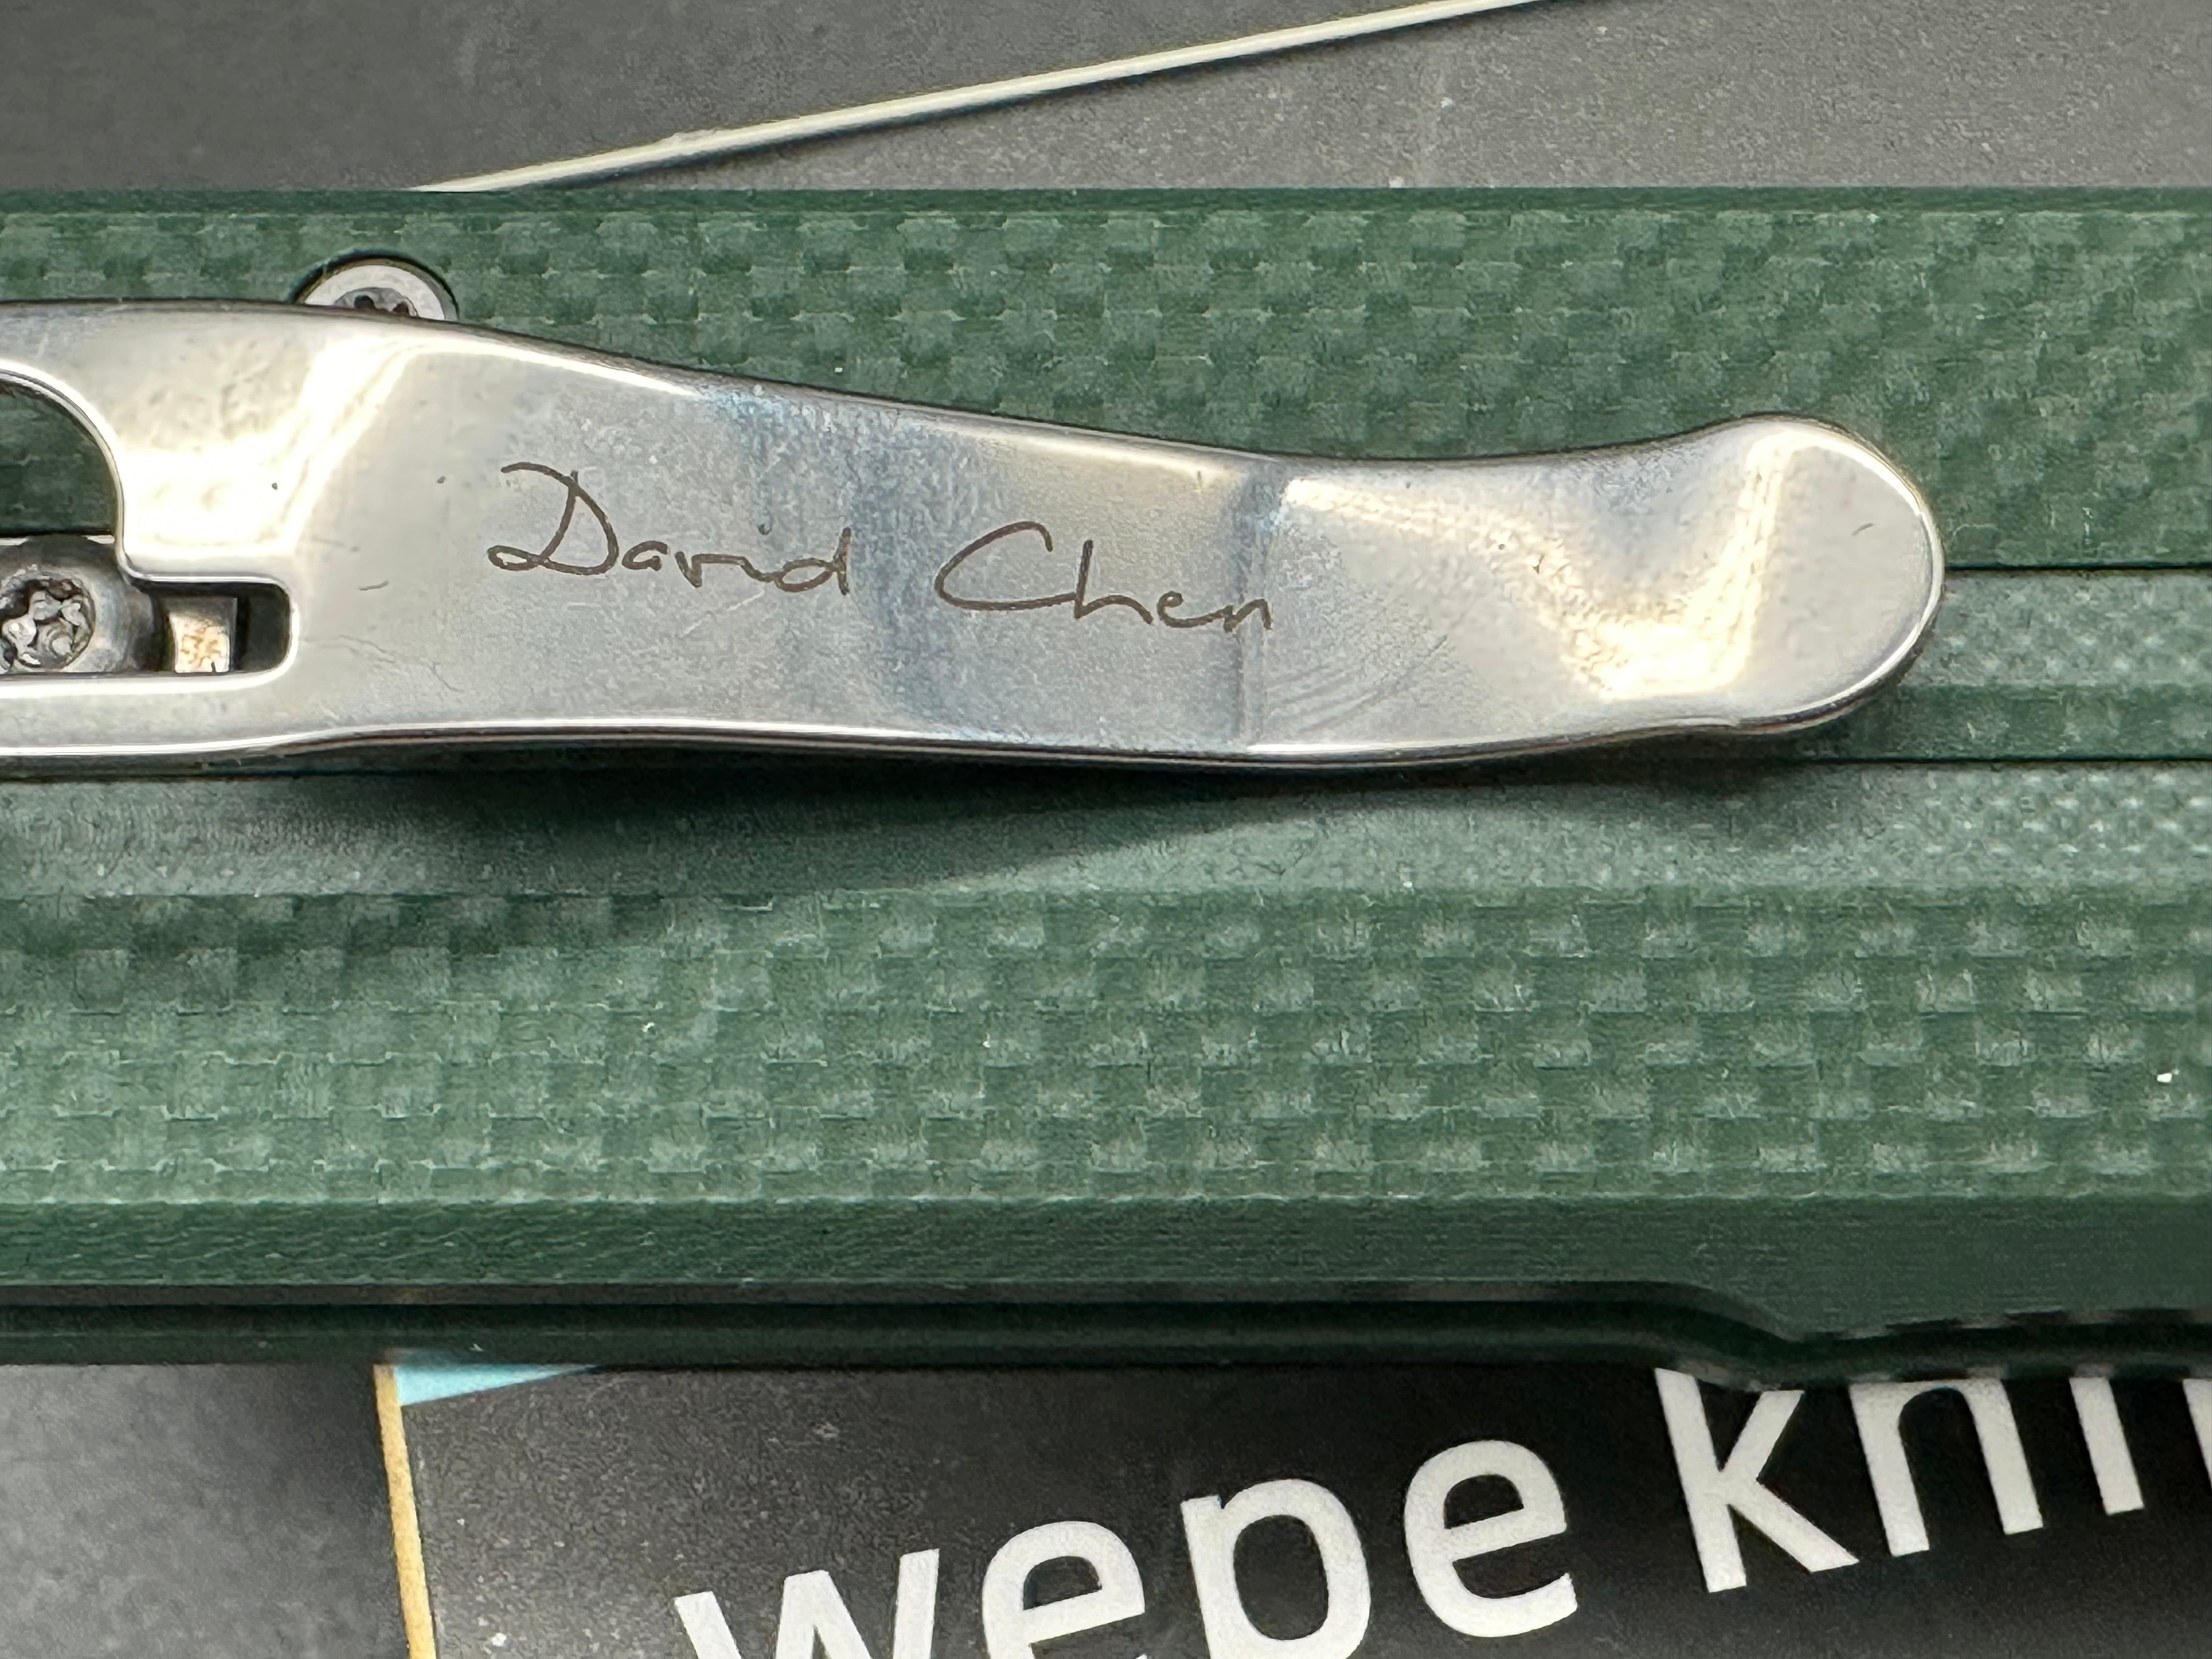 David Chen
wepe kni